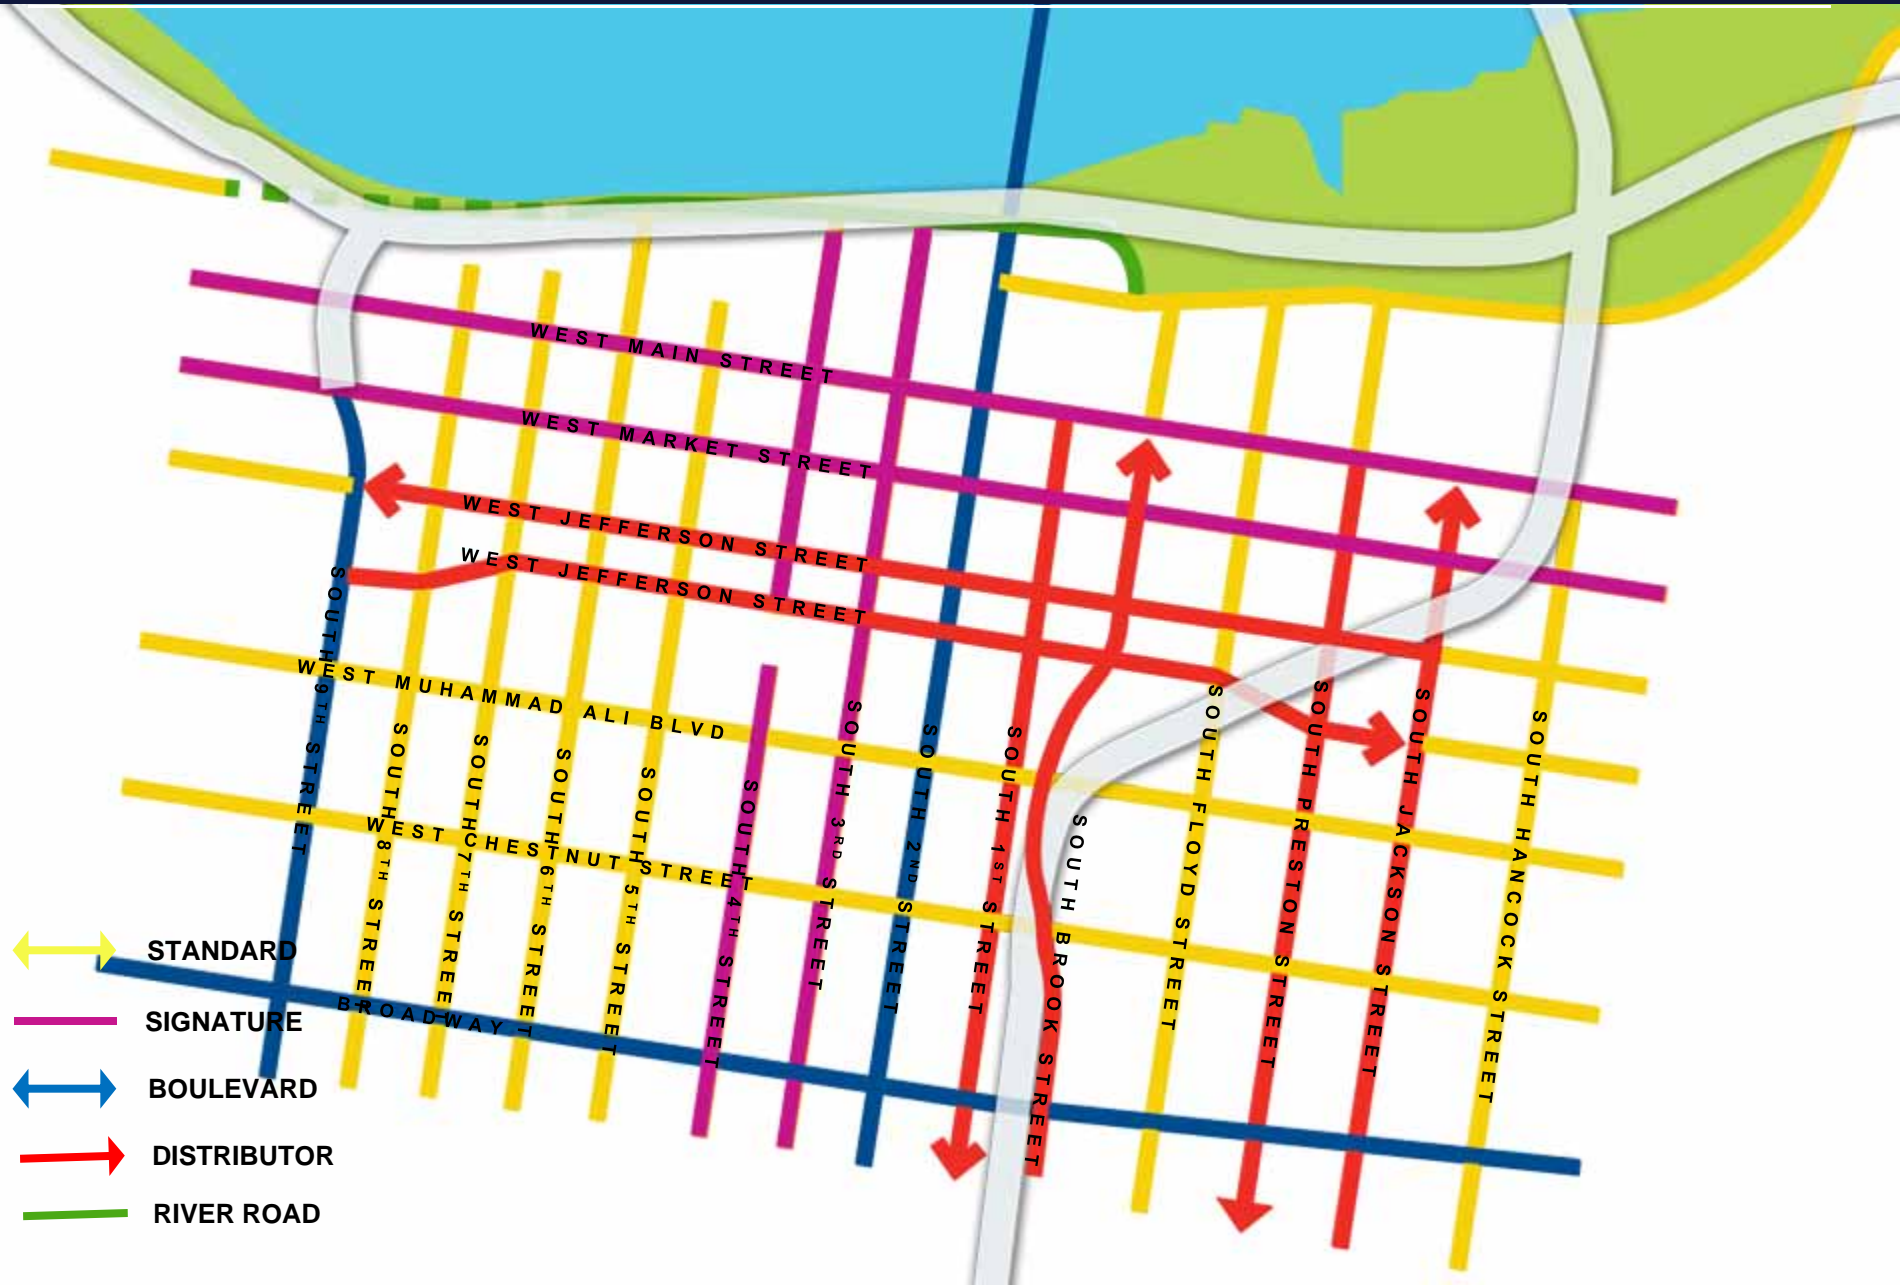 WEST MAIN STREET
WEST MARKET STREET
WEST JEFFERSON STREET
WEST JEFFERSON STREET
WEST MUHAMMAD ALI BLVD
WEST CHESTNUT STREET
BROADWAY
SOUTH 9TH STREET
SOUTH 8TH STREET
SOUTH 7TH STREET
SOUTH 6TH STREET
SOUTH 5TH STREET
SOUTH 4TH STREET
SOUTH 3RD STREET
SOUTH 2ND STREET
SOUTH 1ST STREET
SOUTH BROOK STREET
SOUTH FLOYD STREET
SOUTH PRESTON STREET
SOUTH JACKSON STREET
SOUTH HANCOCK STREET
STANDARD
SIGNATURE
BOULEVARD
DISTRIBUTOR
RIVER ROAD